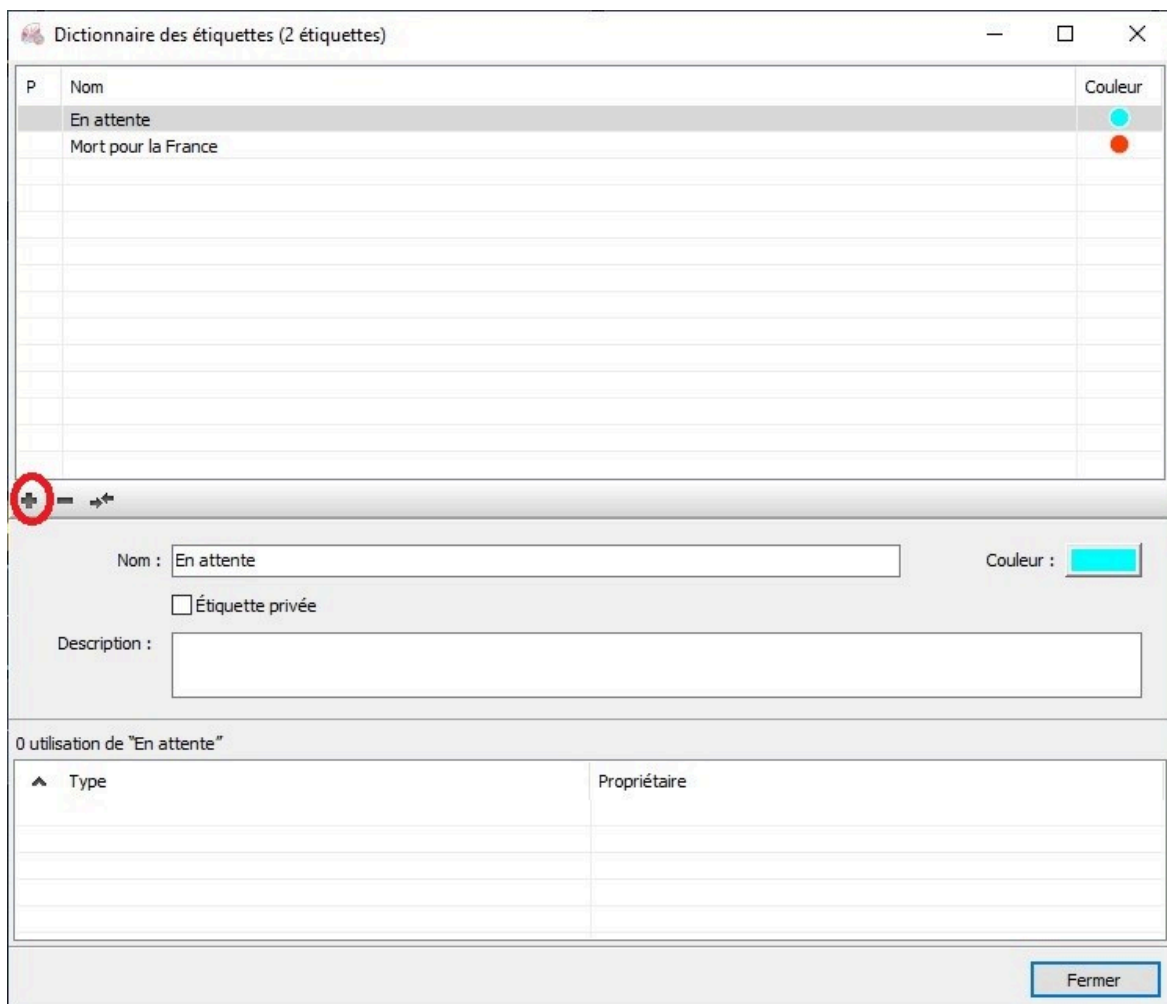 Dictionnaire des étiquettes (2 étiquettes)
P Nom Couleur
En attente
Mort pour la France
Nom : En attente Couleur :
Étiquette privée
Description :
0 utilisation de "En attente"
Type Propriétaire
Fermer